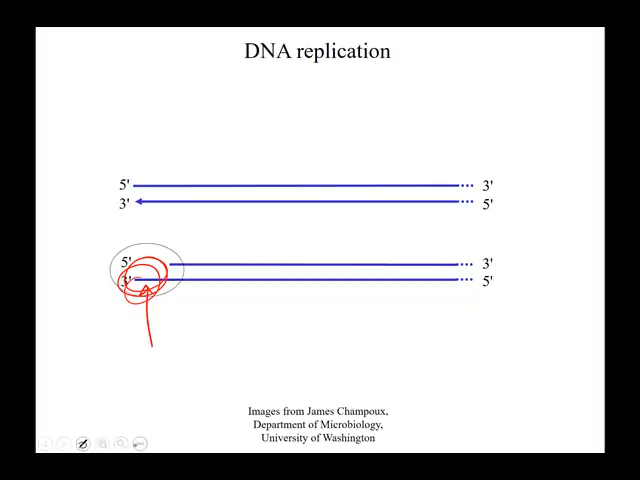 DNA replication
5' 3'
3' 5'
5' 3'
3' 5'
Images from James Champoux,
Department of Microbiology,
University of Washington